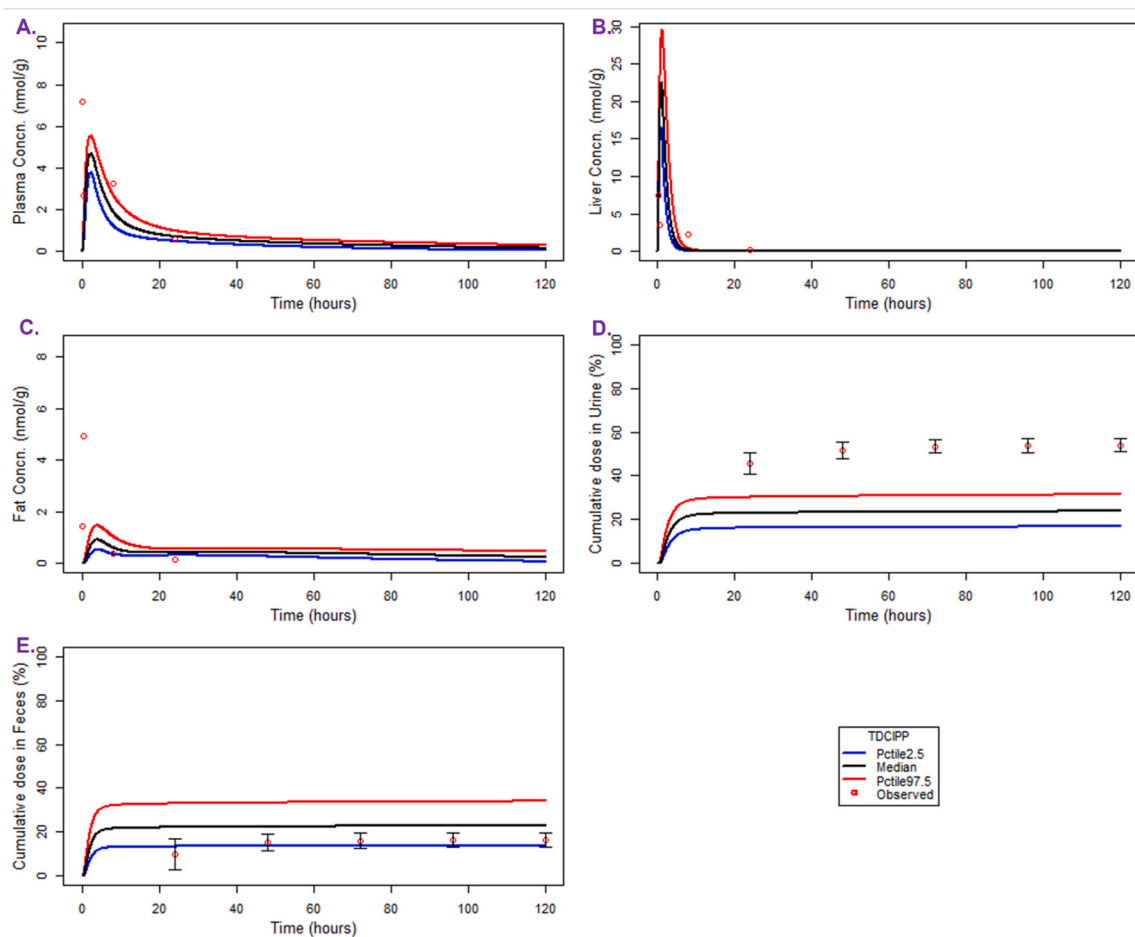 A.
Plasma Concn. (nmol/g)
0 2 4 6 8 10
0 20 40 60 80 100 120
Time (hours)
B.
Liver Concn. (nmol/g)
0 5 10 15 20 25 30
0 20 40 60 80 100 120
Time (hours)
C.
Fat Concn. (nmol/g)
0 2 4 6 8
0 20 40 60 80 100 120
Time (hours)
D.
Cumulative dose in Urine (%)
0 20 40 60 80 100
0 20 40 60 80 100 120
Time (hours)
E.
Cumulative dose in Feces (%)
0 20 40 60 80 100
0 20 40 60 80 100 120
Time (hours)
TDCIPP
Pctile2.5
Median
Pctile97.5
Observed